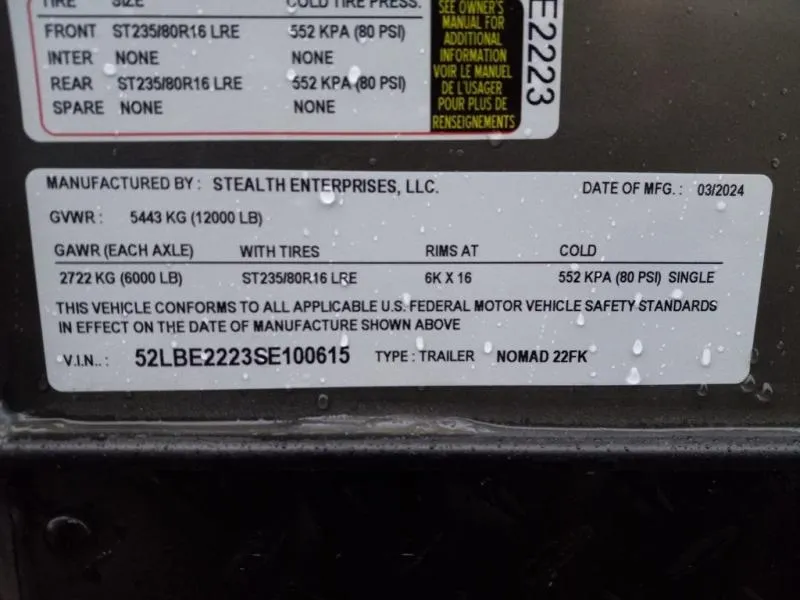 TIRE SIZE COLD TIRE PRESS.
FRONT ST235/80R16 LRE 552 KPA (80 PSI)
INTER NONE NONE
REAR ST235/80R16 LRE 552 KPA (80 PSI)
SPARE NONE NONE
SEE OWNER'S
MANUAL FOR
ADDITIONAL
INFORMATION
VOIR LE MANUEL
DE L'USAGER
POUR PLUS DE
RENSEIGNEMENTS
E2223
MANUFACTURED BY : STEALTH ENTERPRISES, LLC. DATE OF MFG. : 03/2024
GVWR : 5443 KG (12000 LB)
GAWR (EACH AXLE) WITH TIRES RIMS AT COLD
2722 KG (6000 LB) ST235/80R16 LRE 6K X 16 552 KPA (80 PSI) SINGLE
THIS VEHICLE CONFORMS TO ALL APPLICABLE U.S. FEDERAL MOTOR VEHICLE SAFETY STANDARDS
IN EFFECT ON THE DATE OF MANUFACTURE SHOWN ABOVE
V.I.N.. : 52LBE2223SE100615 TYPE : TRAILER NOMAD 22FK